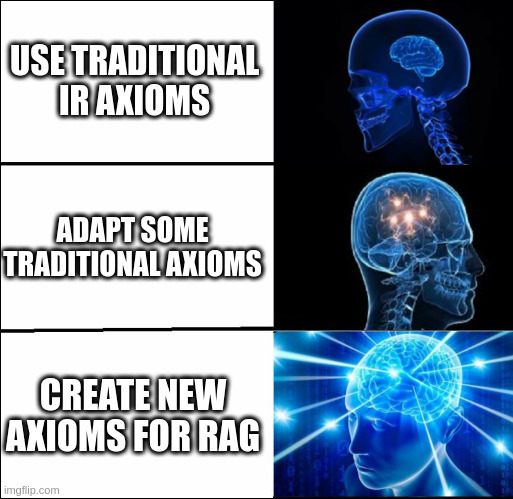 USE TRADITIONAL
IR AXIOMS
ADAPT SOME
TRADITIONAL AXIOMS
CREATE NEW
AXIOMS FOR RAG
imgflip.com